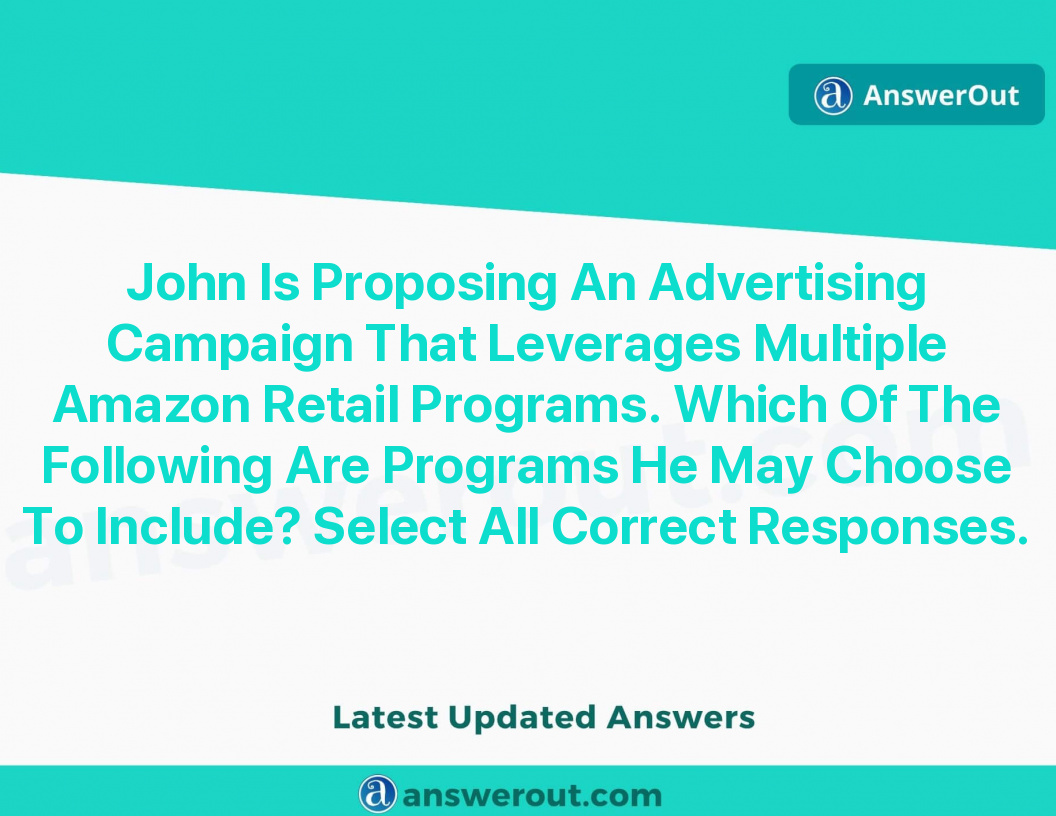 AnswerOut
John Is Proposing An Advertising
Campaign That Leverages Multiple
Amazon Retail Programs. Which Of The
Following Are Programs He May Choose
To Include? Select All Correct Responses.
answerout.com
Latest Updated Answers
answerout.com